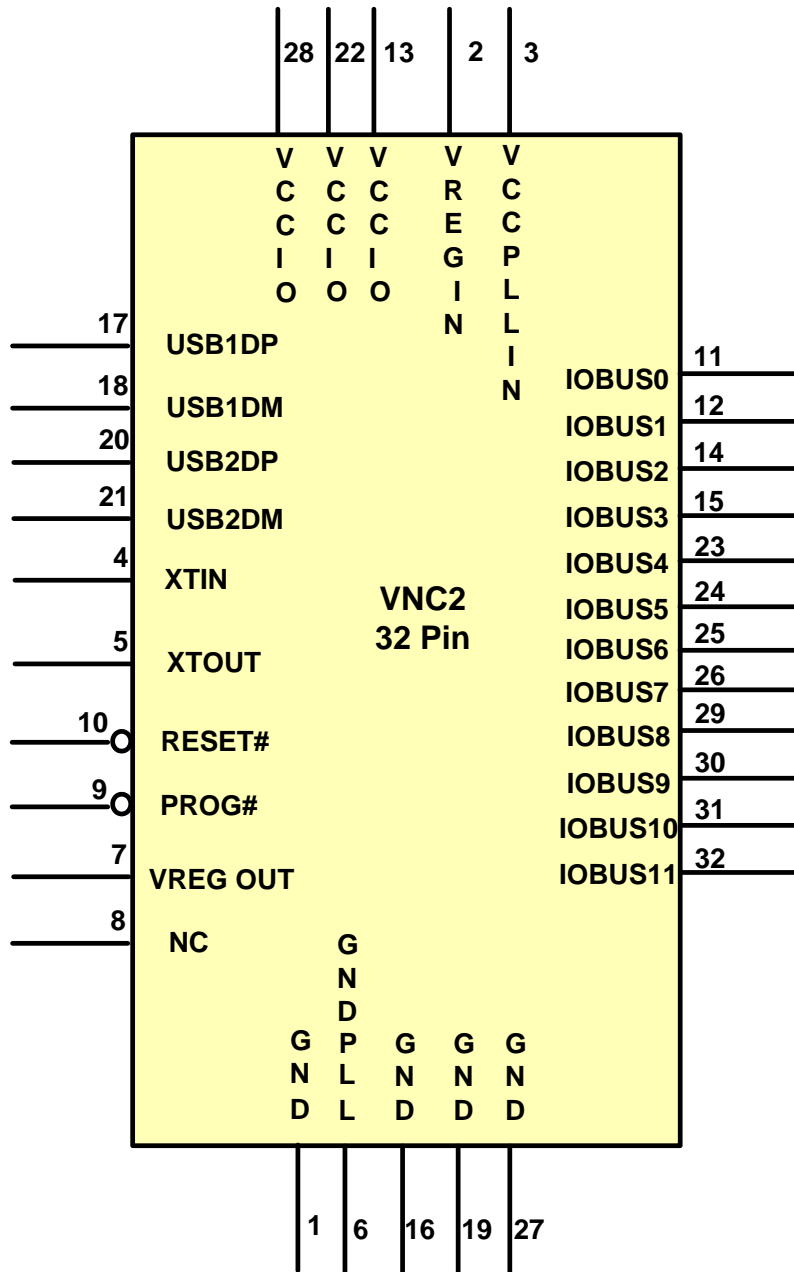 28 22 13 2 3
VCCIO VCCIO VCCIO VREGIN VCCPLLIN
17 USB1DP
18 USB1DM
20 USB2DP
21 USB2DM
4 XTIN
5 XTOUT
10 RESET#
9 PROG#
7 VREG OUT
8 NC
VNC2
32 Pin
IOBUS0 11
IOBUS1 12
IOBUS2 14
IOBUS3 15
IOBUS4 23
IOBUS5 24
IOBUS6 25
IOBUS7 26
IOBUS8 29
IOBUS9 30
IOBUS10 31
IOBUS11 32
GND GNDPLL GND GND GND
1 6 16 19 27